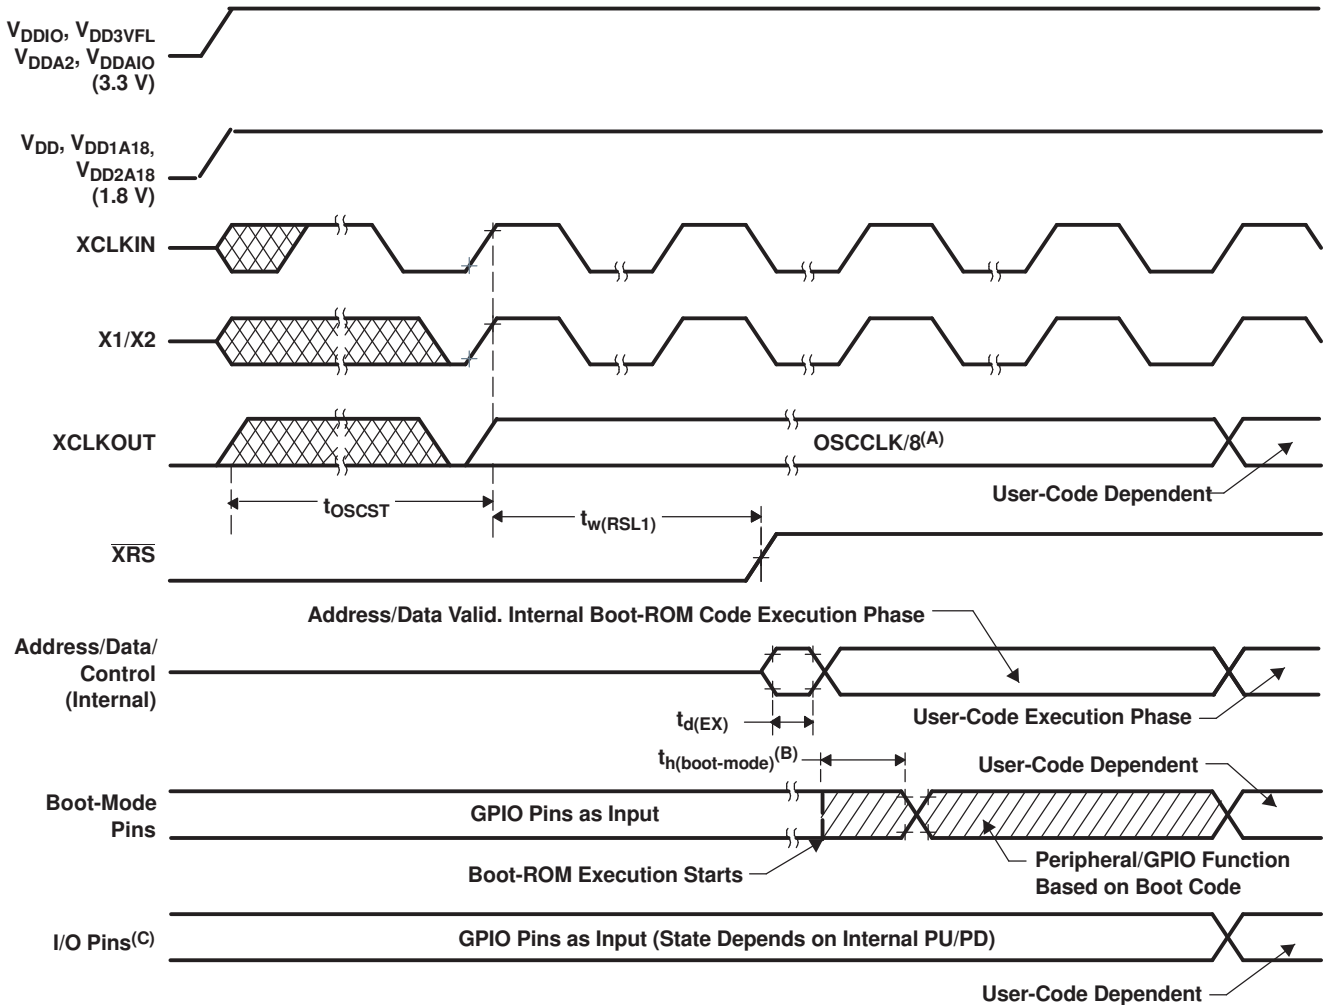 VDDIO, VDD3VFL
VDDA2, VDDAIO
(3.3 V)
VDD, VDD1A18,
VDD2A18
(1.8 V)
XCLKIN
X1/X2
XCLKOUT
OSCCLK/8(A)
User-Code Dependent
tOSCST
tw(RSL1)
XRS
Address/Data Valid. Internal Boot-ROM Code Execution Phase
Address/Data/
Control
(Internal)
td(EX)
User-Code Execution Phase
th(boot-mode)(B)
User-Code Dependent
Boot-Mode
Pins
GPIO Pins as Input
Boot-ROM Execution Starts
Peripheral/GPIO Function
Based on Boot Code
I/O Pins(C)
GPIO Pins as Input (State Depends on Internal PU/PD)
User-Code Dependent